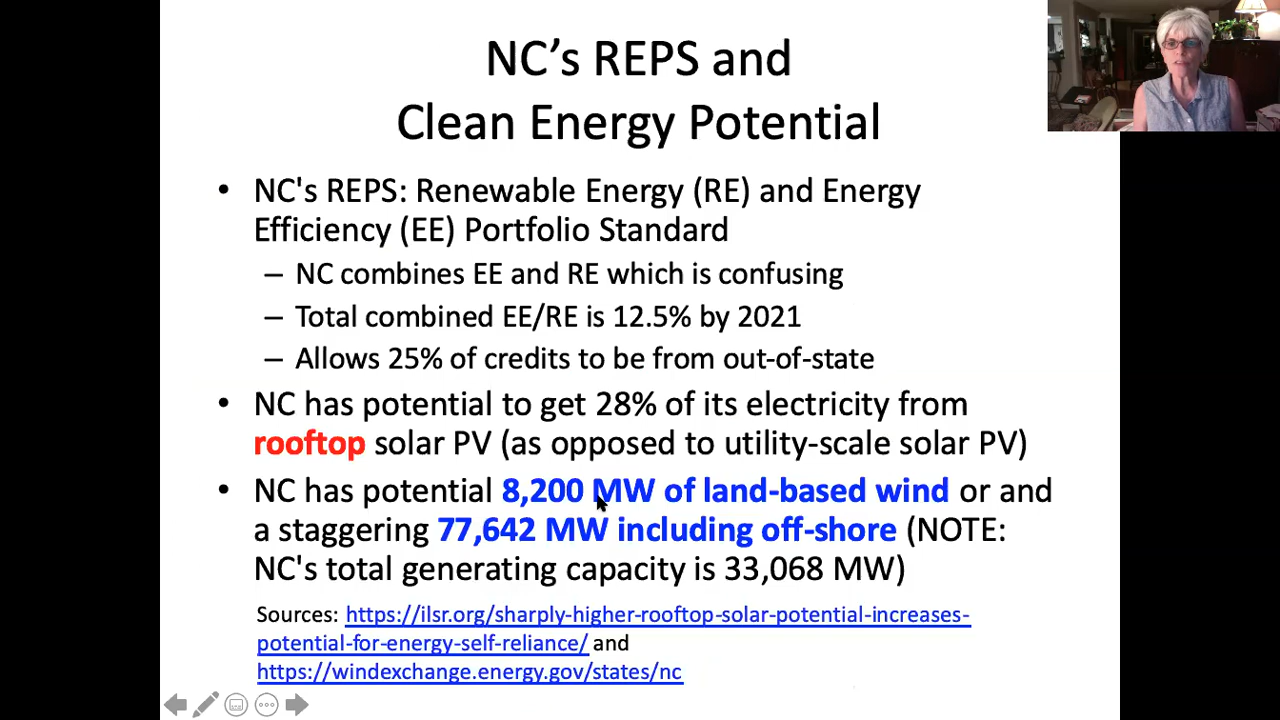 NC’s REPS and
Clean Energy Potential
• NC's REPS: Renewable Energy (RE) and Energy
Efficiency (EE) Portfolio Standard
– NC combines EE and RE which is confusing
– Total combined EE/RE is 12.5% by 2021
– Allows 25% of credits to be from out-of-state
• NC has potential to get 28% of its electricity from
rooftop solar PV (as opposed to utility-scale solar PV)
• NC has potential 8,200 MW of land-based wind or and
a staggering 77,642 MW including off-shore (NOTE:
NC's total generating capacity is 33,068 MW)
Sources: https://ilsr.org/sharply-higher-rooftop-solar-potential-increases-
potential-for-energy-self-reliance/ and
https://windexchange.energy.gov/states/nc